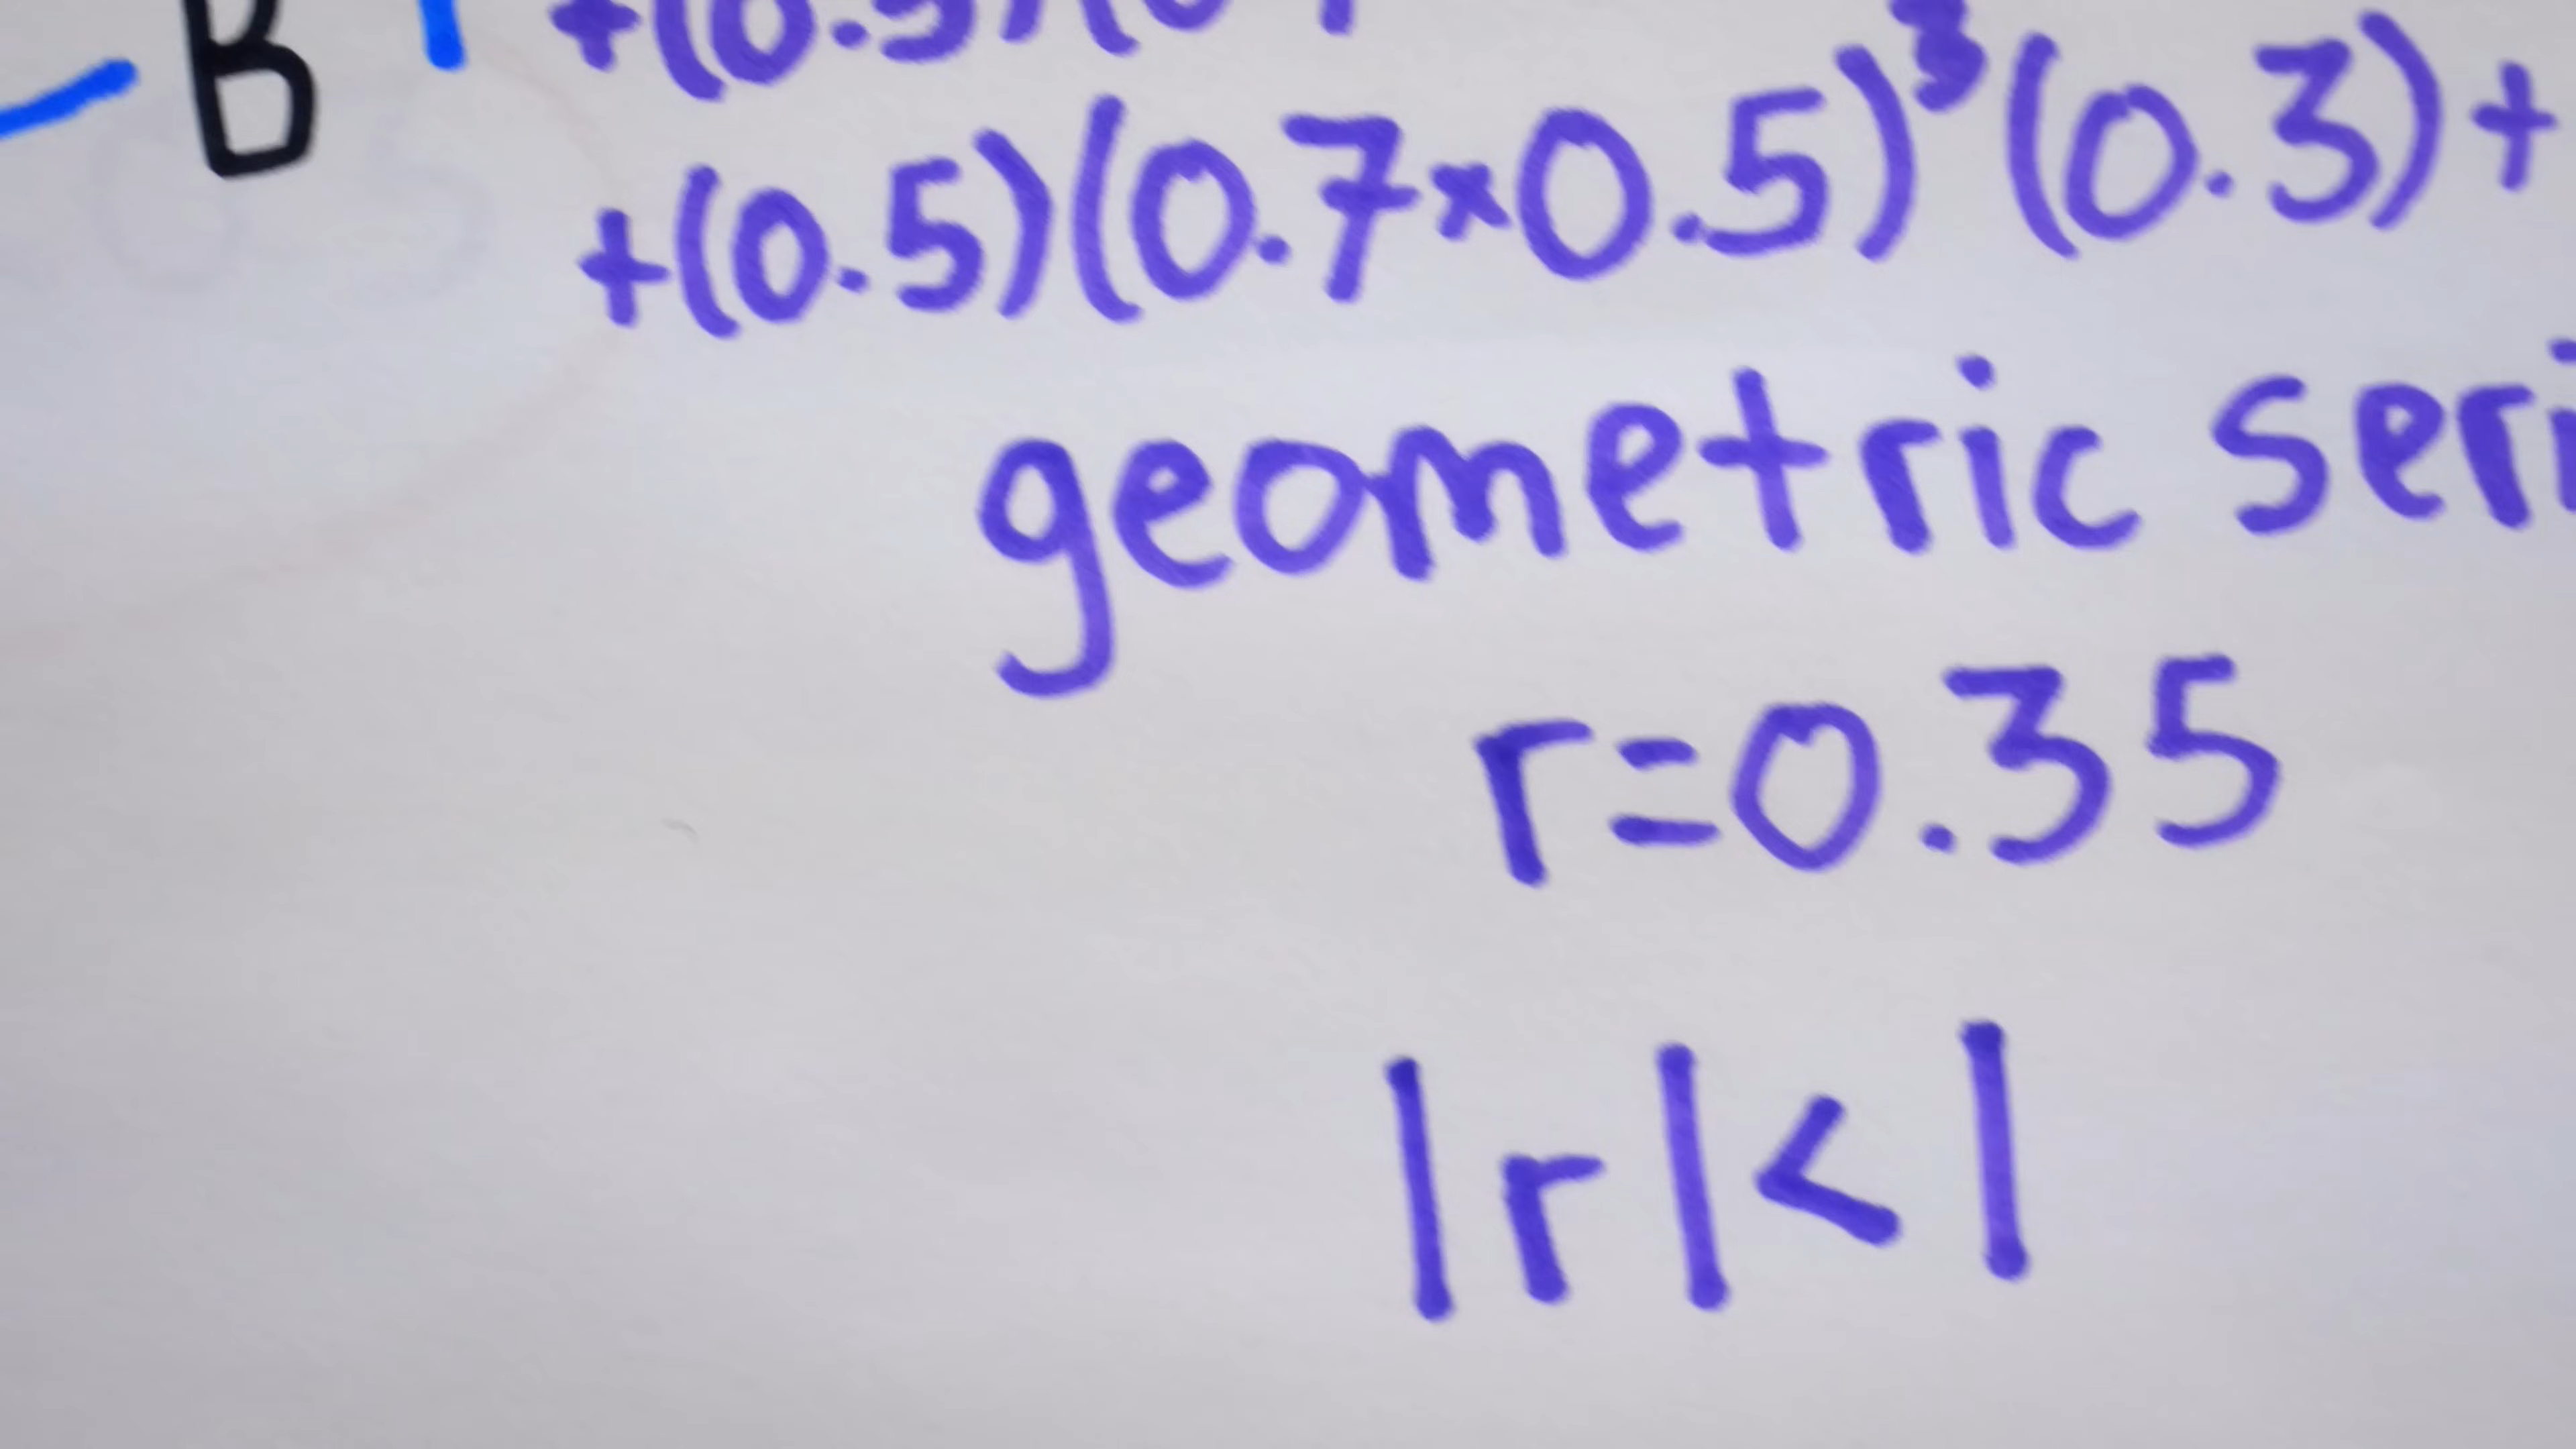 B
+(0.5)(0.7×0.5)³(0.3)+
geometric seri
r=0.35
|r|<1